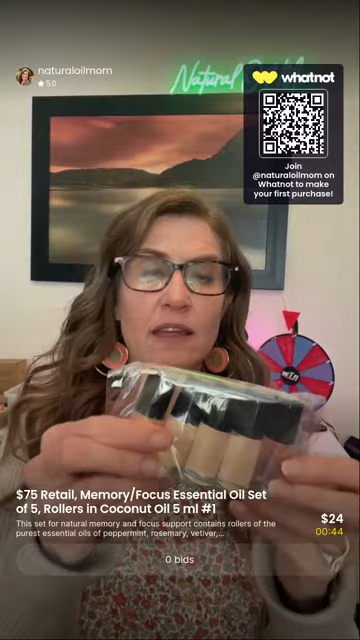 naturaloilmom
★ 5.0
Natural
whatnot
Join
@naturaloilmom on
Whatnot to make
your first purchase!
WIN
$75 Retail, Memory/Focus Essential Oil Set
of 5, Rollers in Coconut Oil 5 ml #1
This set for natural memory and focus support contains rollers of the
purest essential oils of peppermint, rosemary, vetiver,...
$24
00:44
0 bids